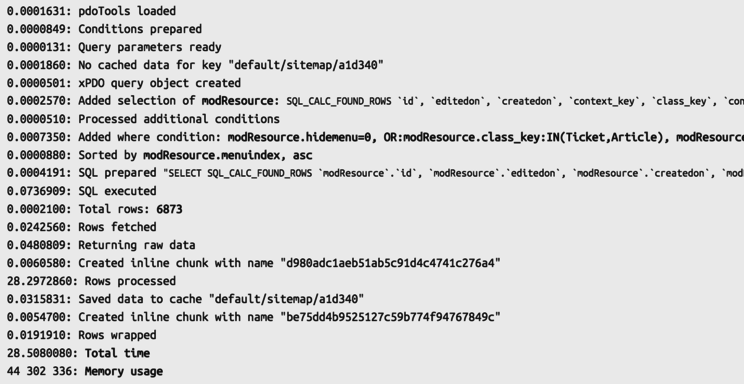 0.0001631: pdoTools loaded
0.0000849: Conditions prepared
0.0000131: Query parameters ready
0.0001860: No cached data for key "default/sitemap/a1d340"
0.0000501: xPDO query object created
0.0002570: Added selection of modResource: SQL_CALC_FOUND_ROWS `id`, `editedon`, `createdon`, `context_key`, `class_key`, `con
0.0000510: Processed additional conditions
0.0007350: Added where condition: modResource.hidemenu=0, OR:modResource.class_key:IN(Ticket,Article), modResource
0.0000880: Sorted by modResource.menuindex, asc
0.0004191: SQL prepared "SELECT SQL_CALC_FOUND_ROWS `modResource`.`id`, `modResource`.`editedon`, `modResource`.`createdon`, `mod
0.0736909: SQL executed
0.0002100: Total rows: 6873
0.0242560: Rows fetched
0.0480809: Returning raw data
0.0060580: Created inline chunk with name "d980adc1aeb51ab5c91d4c4741c276a4"
28.2972860: Rows processed
0.0315831: Saved data to cache "default/sitemap/a1d340"
0.0054700: Created inline chunk with name "be75dd4b9525127c59b774f94767849c"
0.0191910: Rows wrapped
28.5080080: Total time
44 302 336: Memory usage